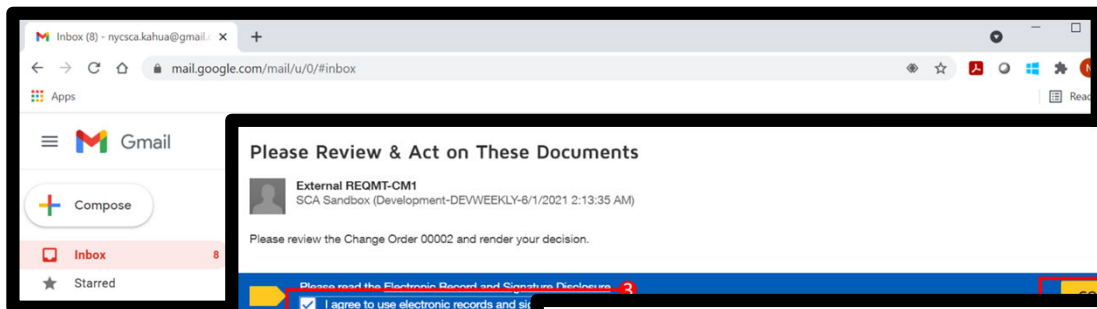 Inbox (8) - nycsca.kahua@gmail.
mail.google.com/mail/u/0/#inbox
Apps
Read
Gmail
Compose
Inbox 8
Starred
Please Review & Act on These Documents
External REQMT-CM1
SCA Sandbox (Development-DEVWEEKLY-6/1/2021 2:13:35 AM)
Please review the Change Order 00002 and render your decision.
Please read the Electronic Record and Signature Disclosure. 3
I agree to use electronic records and